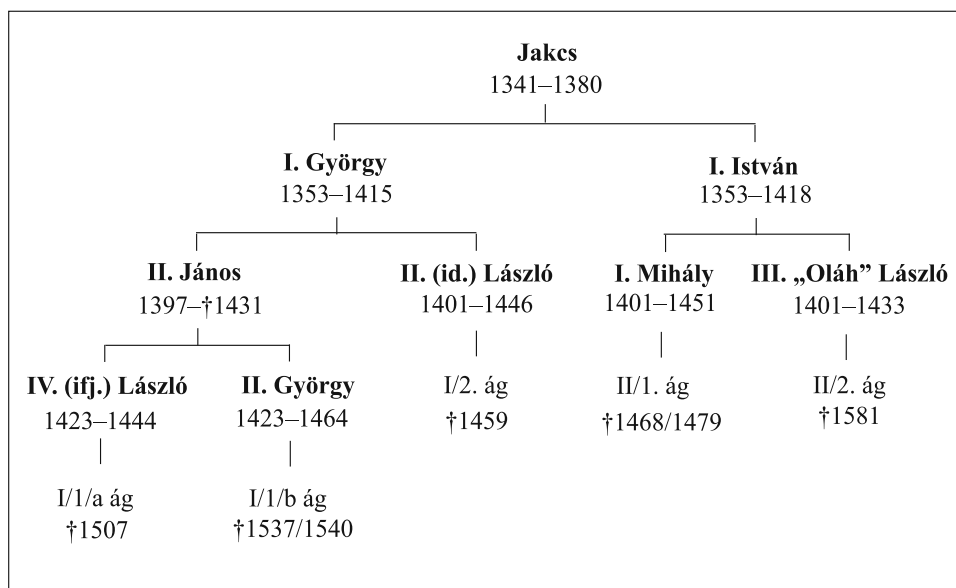 Jakcs
1341–1380
I. György
1353–1415
I. István
1353–1418
II. János
1397–†1431
II. (id.) László
1401–1446
I. Mihály
1401–1451
III. „Oláh” László
1401–1433
IV. (ifj.) László
1423–1444
II. György
1423–1464
I/2. ág
†1459
II/1. ág
†1468/1479
II/2. ág
†1581
I/1/a ág
†1507
I/1/b ág
†1537/1540